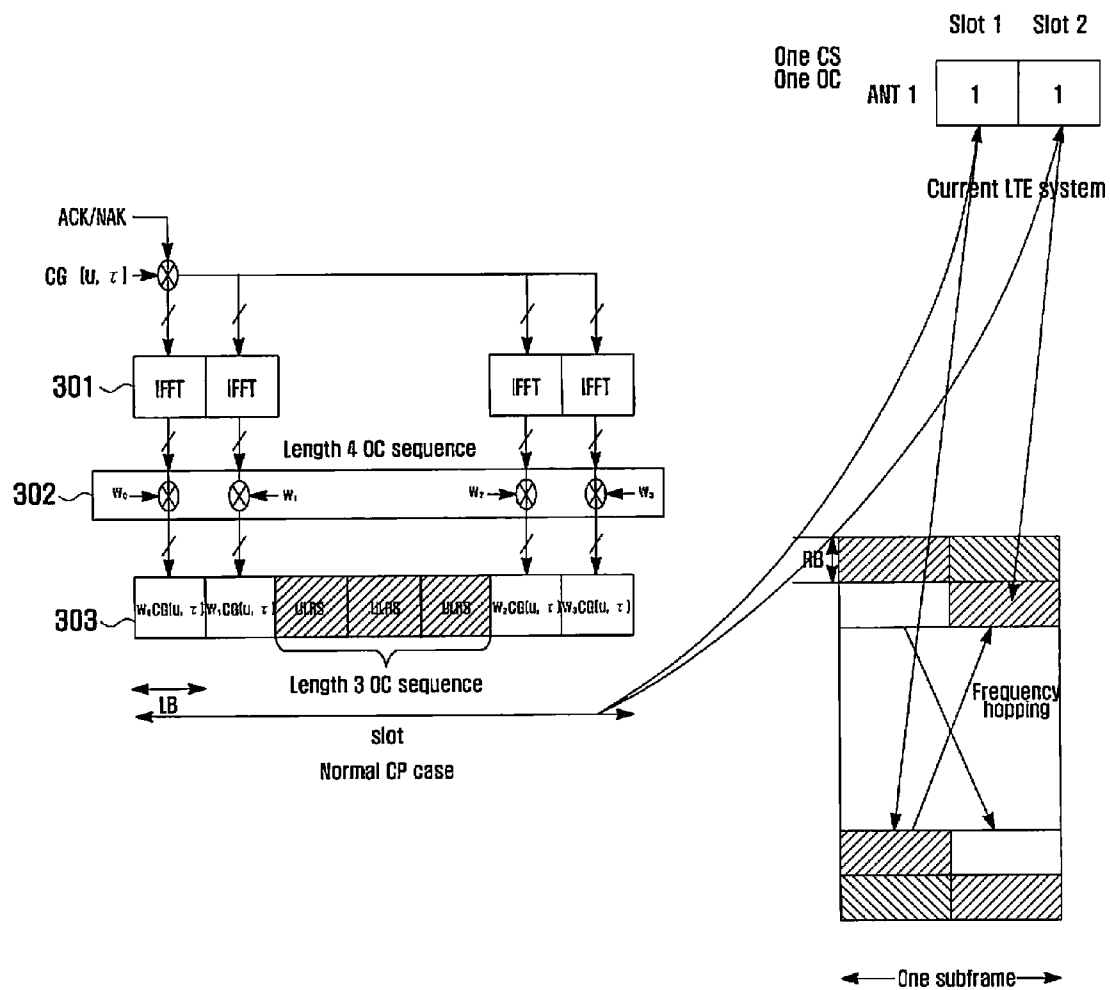 Slot 1 Slot 2
One CS
One OC
ANT 1
1 1
Current LTE system
ACK/NAK
CG (u, τ)
301
IFFT IFFT IFFT IFFT
Length 4 OC sequence
302
W₀ W₁ W₂ W₃
RB
303
W₀CG(u, τ) W₁CG(u, τ) ULRS ULRS ULRS W₂CG(u, τ) W₃CG(u, τ)
Length 3 OC sequence
LB
slot
Normal CP case
Frequency
hopping
One subframe